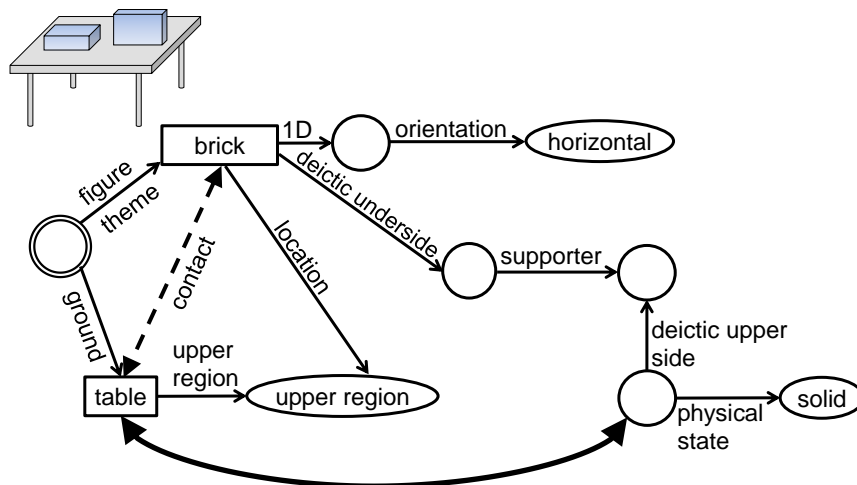 1D
orientation
horizontal
brick
figure
theme
deictic underside
location
contact
supporter
ground
upper
region
deictic upper
side
table
upper region
solid
physical
state